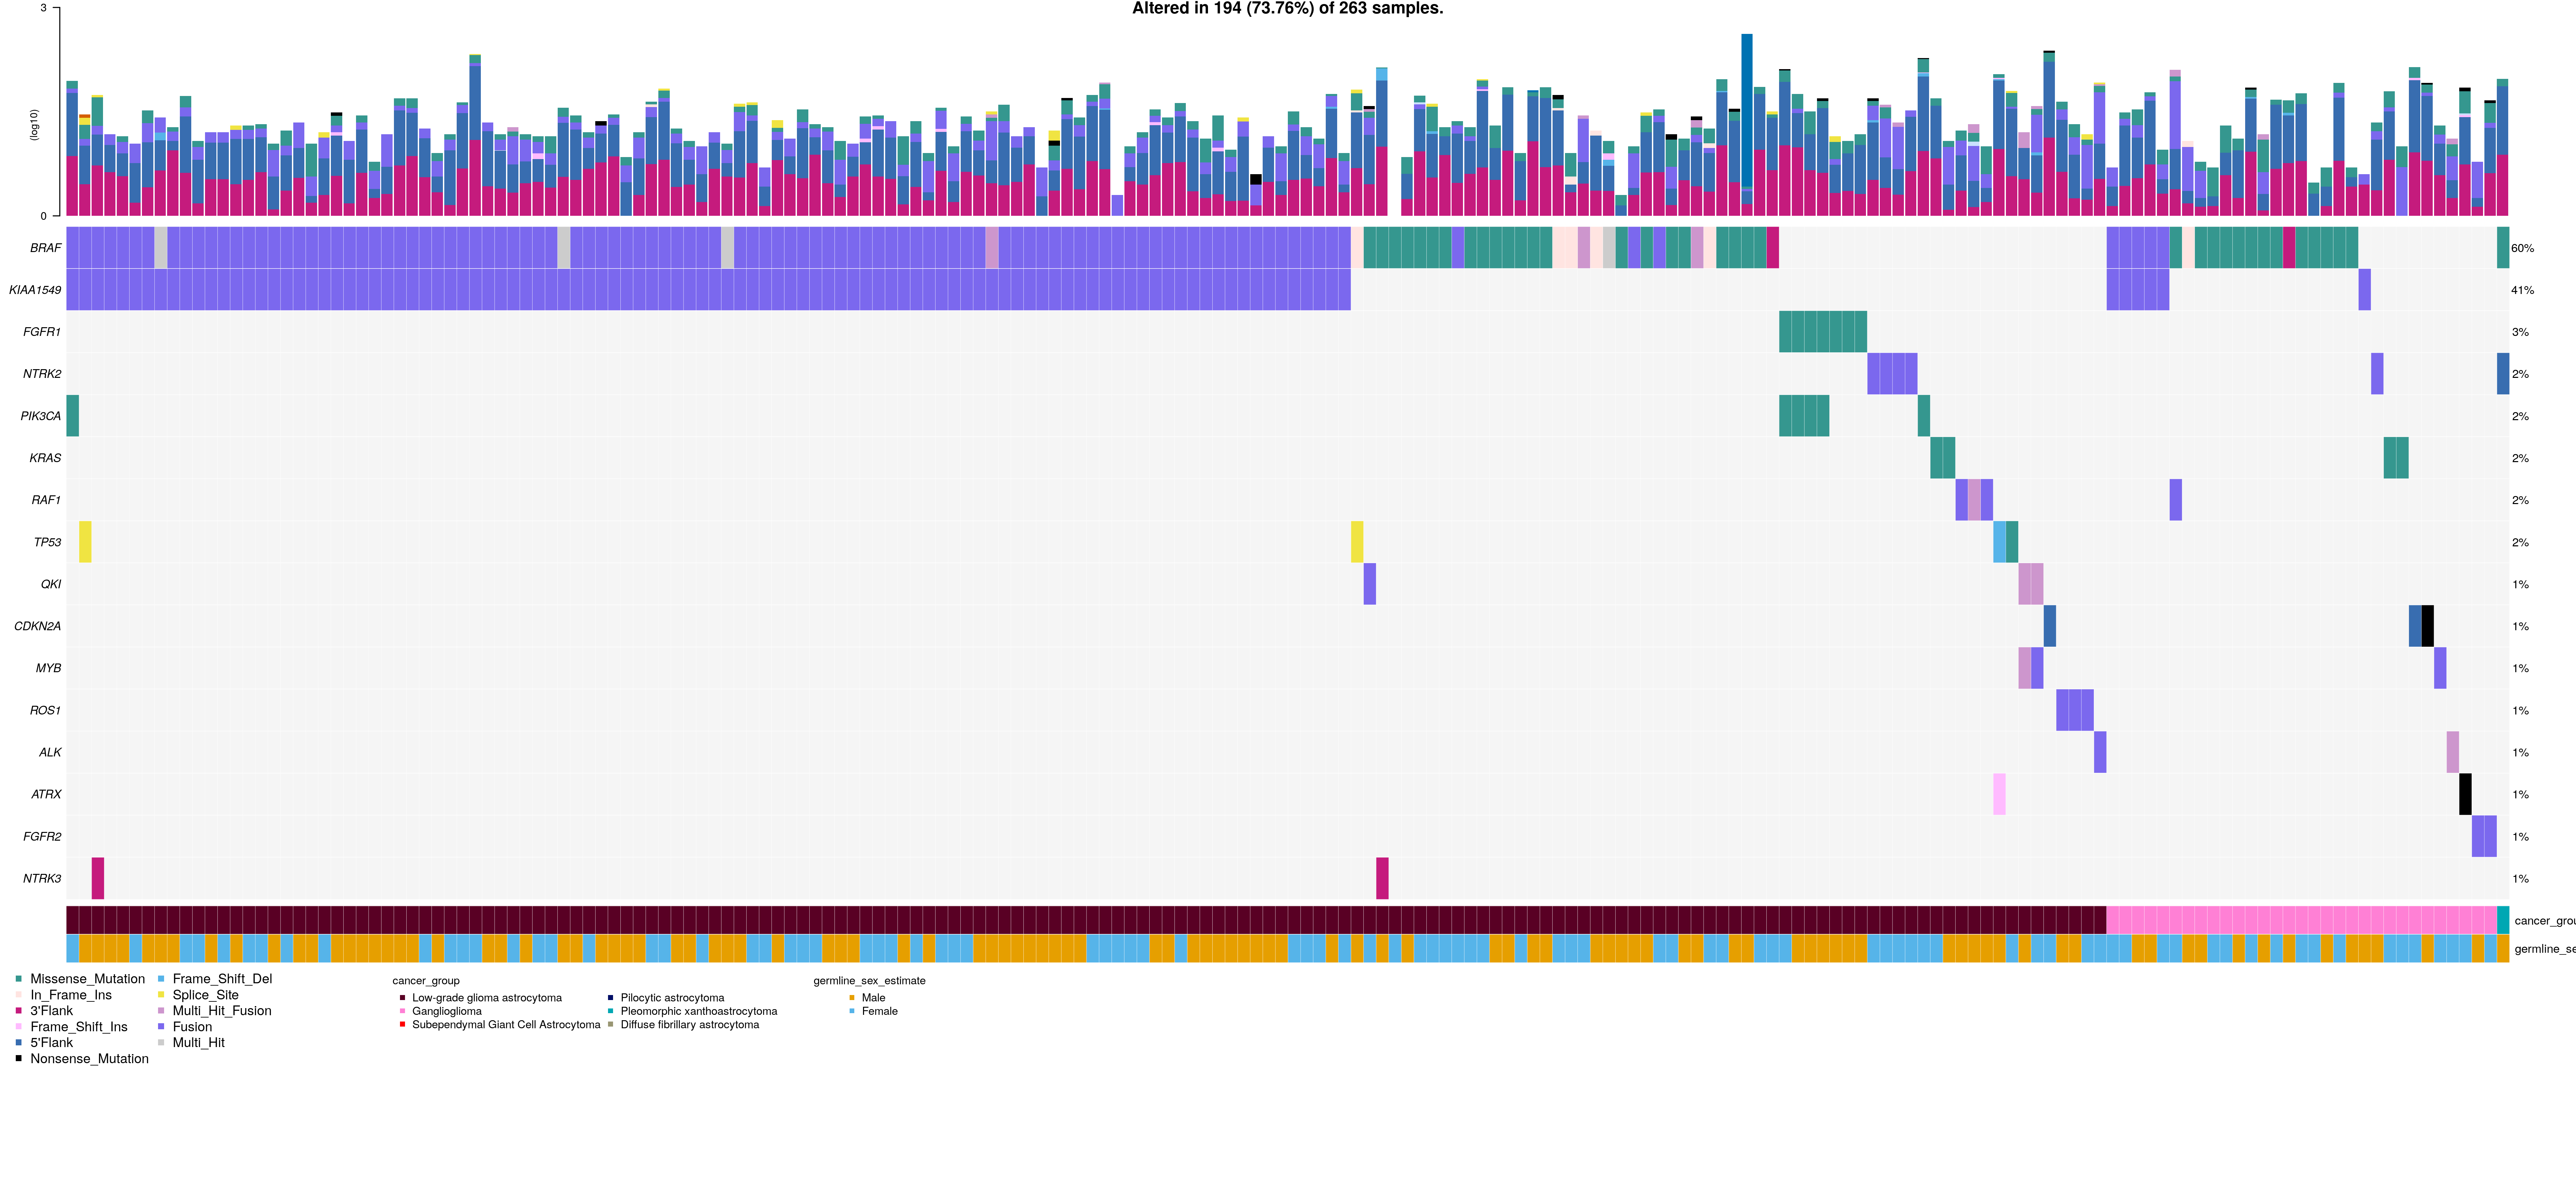 Altered in 194 (73.76%) of 263 samples.
3
(log10)
0
BRAF 60%
KIAA1549 41%
FGFR1 3%
NTRK2 2%
PIK3CA 2%
KRAS 2%
RAF1 2%
TP53 2%
QKI 1%
CDKN2A 1%
MYB 1%
ROS1 1%
ALK 1%
ATRX 1%
FGFR2 1%
NTRK3 1%
cancer_grou
germline_se
Missense_Mutation
In_Frame_Ins
3'Flank
Frame_Shift_Ins
5'Flank
Nonsense_Mutation
Frame_Shift_Del
Splice_Site
Multi_Hit_Fusion
Fusion
Multi_Hit
cancer_group
Low-grade glioma astrocytoma
Ganglioglioma
Subependymal Giant Cell Astrocytoma
Pilocytic astrocytoma
Pleomorphic xanthoastrocytoma
Diffuse fibrillary astrocytoma
germline_sex_estimate
Male
Female